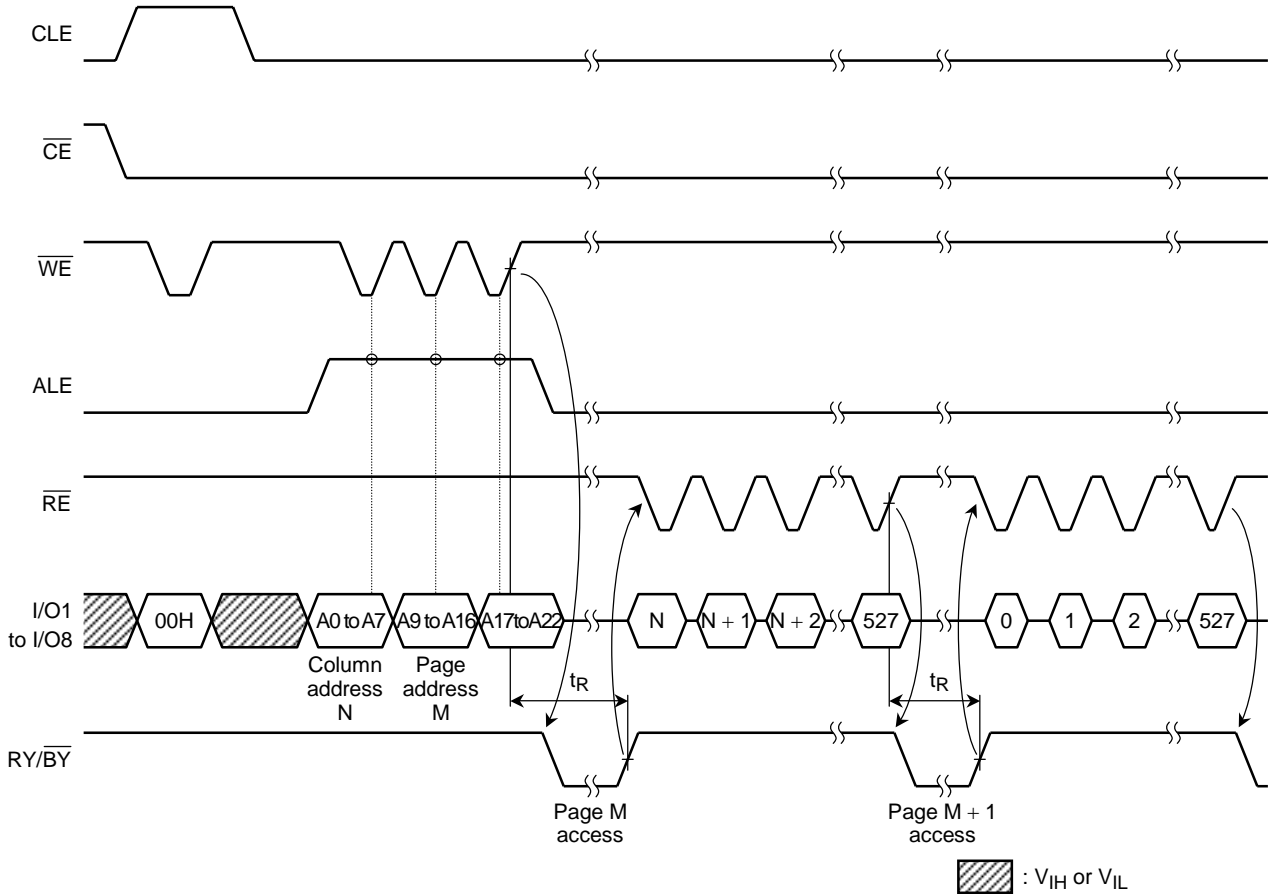 CLE
CE
WE
ALE
RE
I/O1
to I/O8
00H
A0 to A7
A9 to A16
A17 to A22
N
N + 1
N + 2
527
0
1
2
527
Column
address
N
Page
address
M
tR
tR
RY/BY
Page M
access
Page M + 1
access
: VIH or VIL